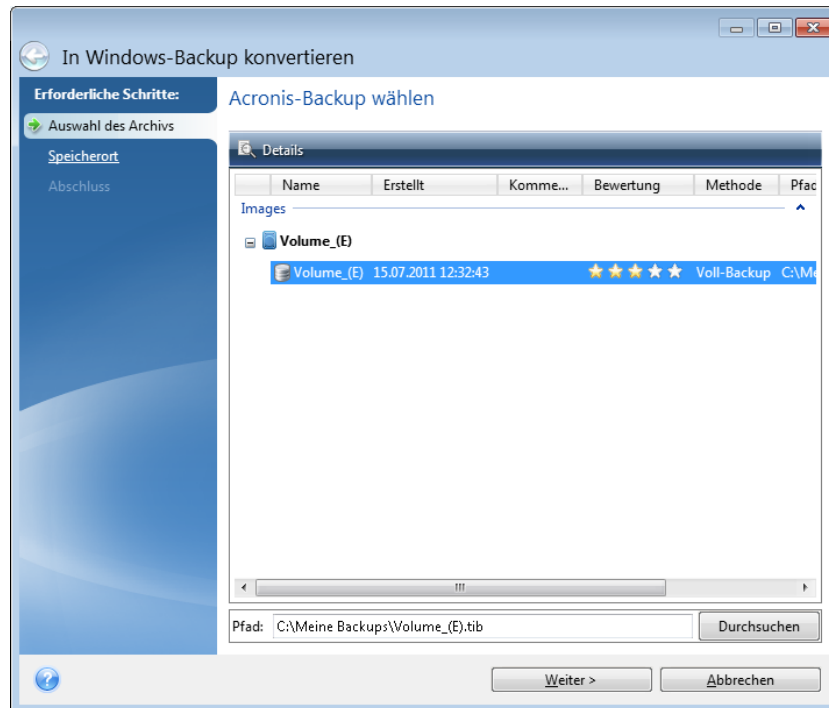 In Windows-Backup konvertieren
Erforderliche Schritte:
Auswahl des Archivs
Speicherort
Abschluss
Acronis-Backup wählen
Details
Name Erstellt Komme... Bewertung Methode Pfad
Images
Volume_(E)
Volume_(E) 15.07.2011 12:32:43 Voll-Backup C:\Me
Pfad: C:\Meine Backups\Volume_(E).tib Durchsuchen
Weiter > Abbrechen